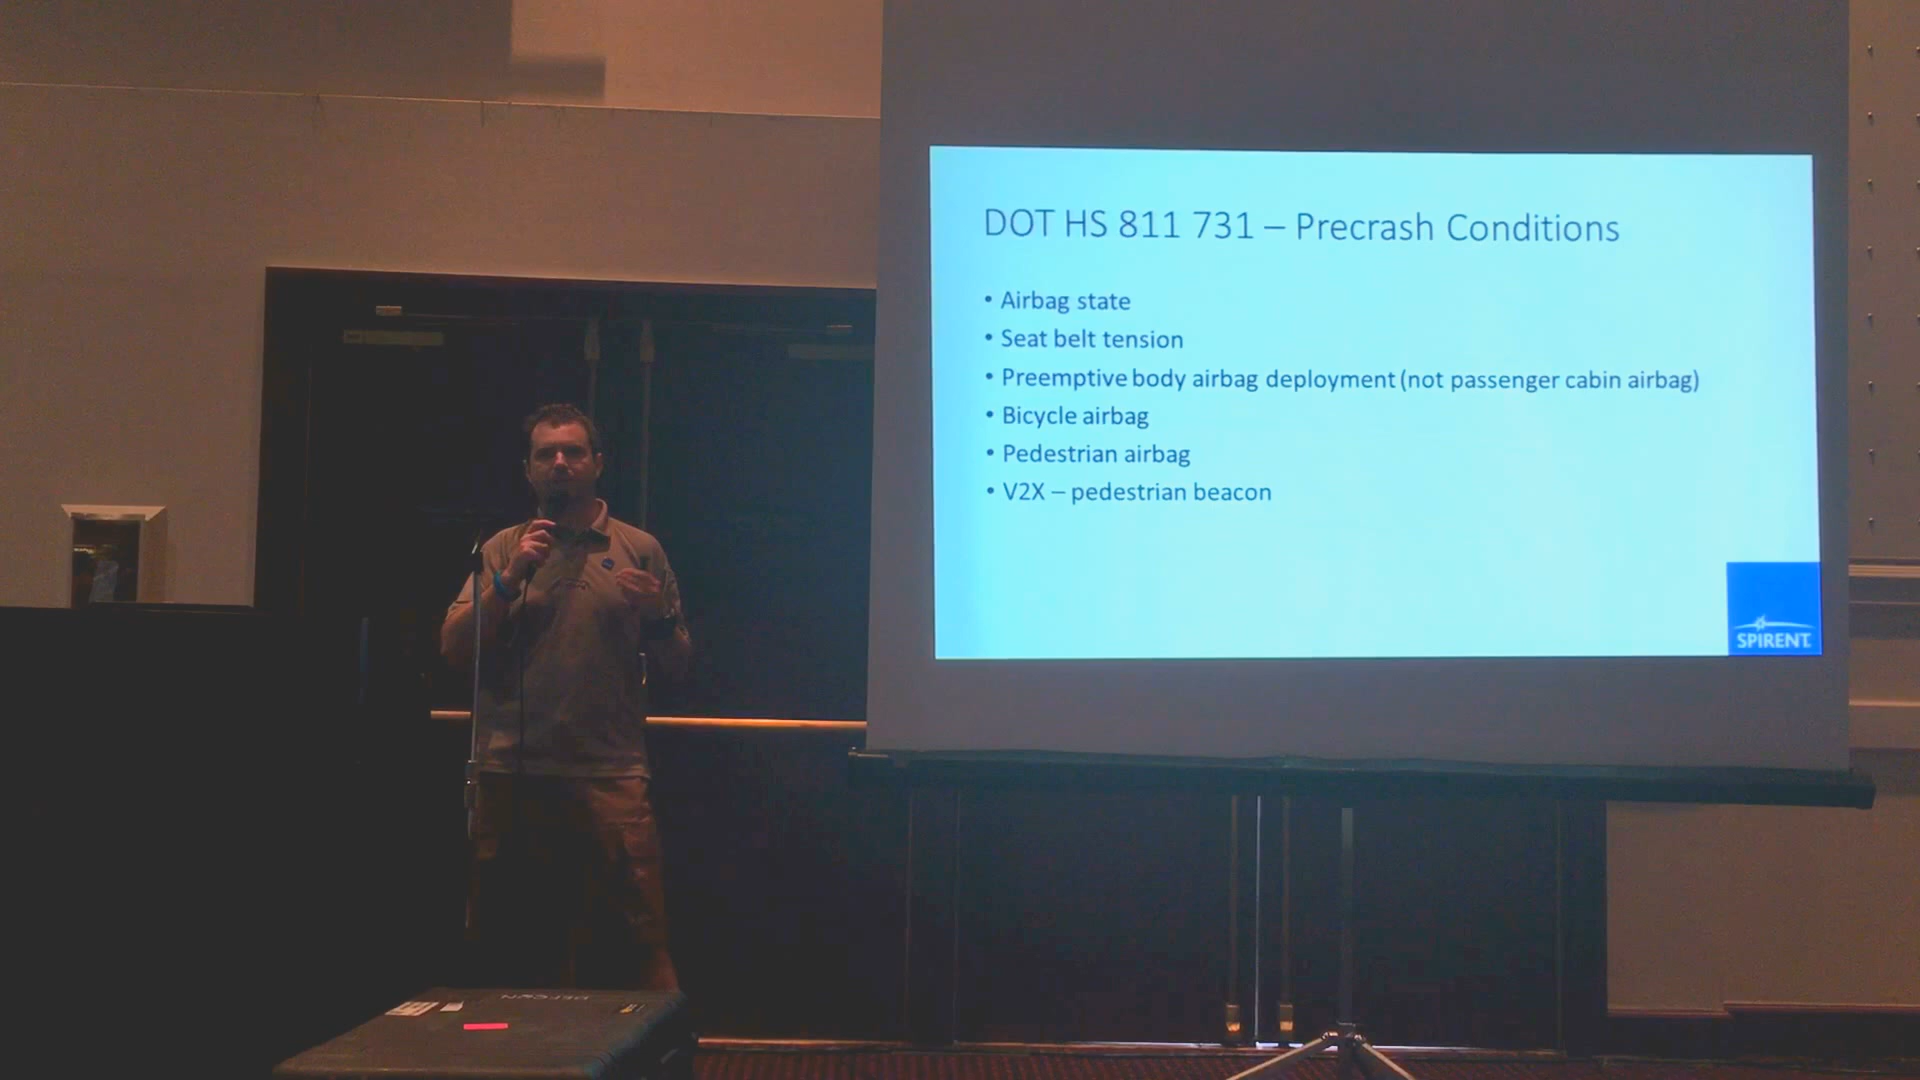 DOT HS 811 731 – Precrash Conditions
• Airbag state
• Seat belt tension
• Preemptive body airbag deployment (not passenger cabin airbag)
• Bicycle airbag
• Pedestrian airbag
• V2X – pedestrian beacon
SPIRENT
DEFCON